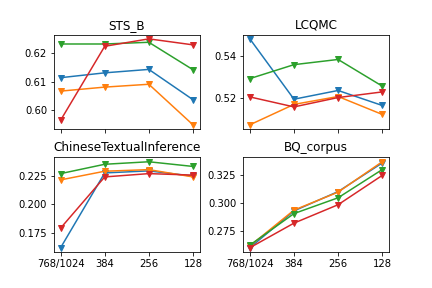 STS_B
0.62
0.61
0.60
LCQMC
0.54
0.52
ChineseTextualInference
0.225
0.200
0.175
768/1024 384 256 128
BQ_corpus
0.325
0.300
0.275
768/1024 384 256 128